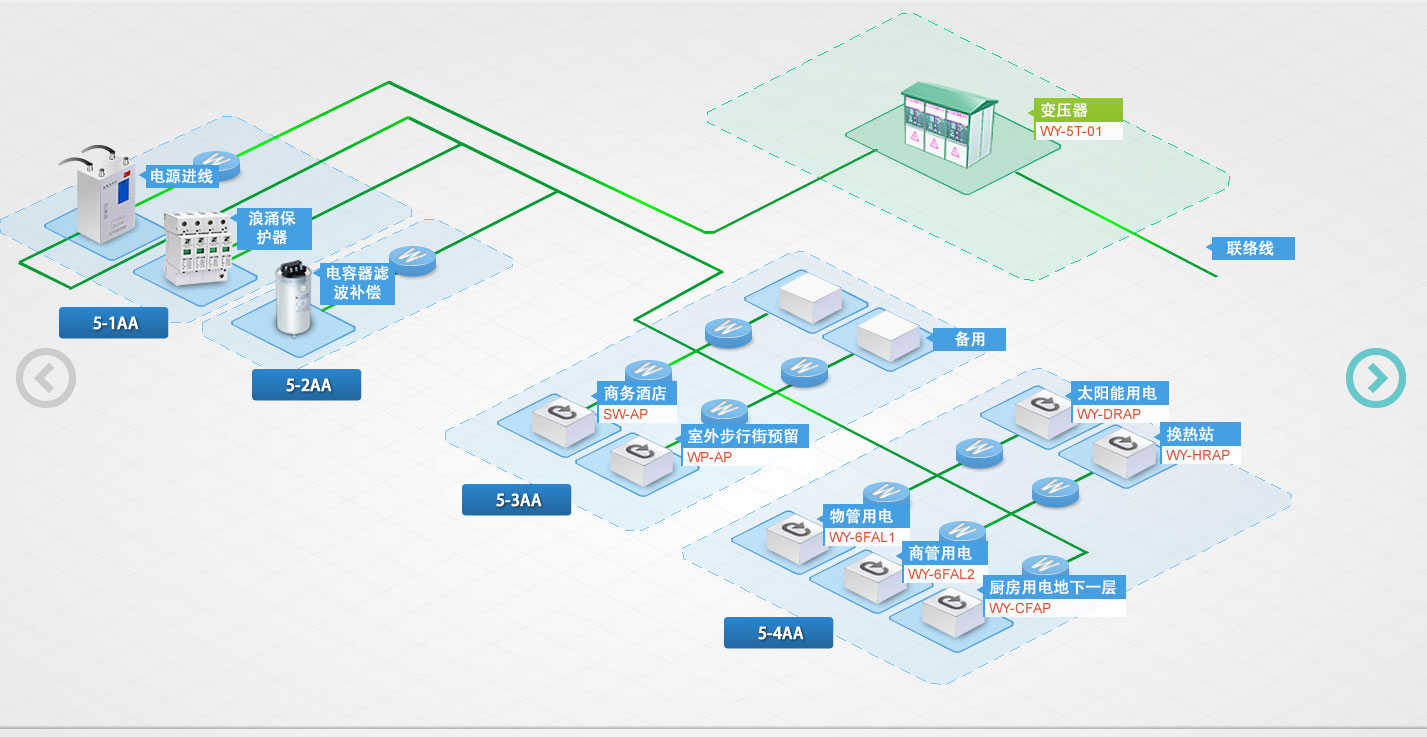 变压器
WY-5T-01
联络线
电源进线
W
浪涌保
护器
W
电容器滤
波补偿
5-1AA
5-2AA
备用
W
W
W
商务酒店
SW-AP
W
室外步行街预留
WP-AP
5-3AA
太阳能用电
WY-DRAP
换热站
WY-HRAP
W
W
W
物管用电
WY-6FAL1
W
商管用电
WY-6FAL2
W
厨房用电地下一层
WY-CFAP
5-4AA